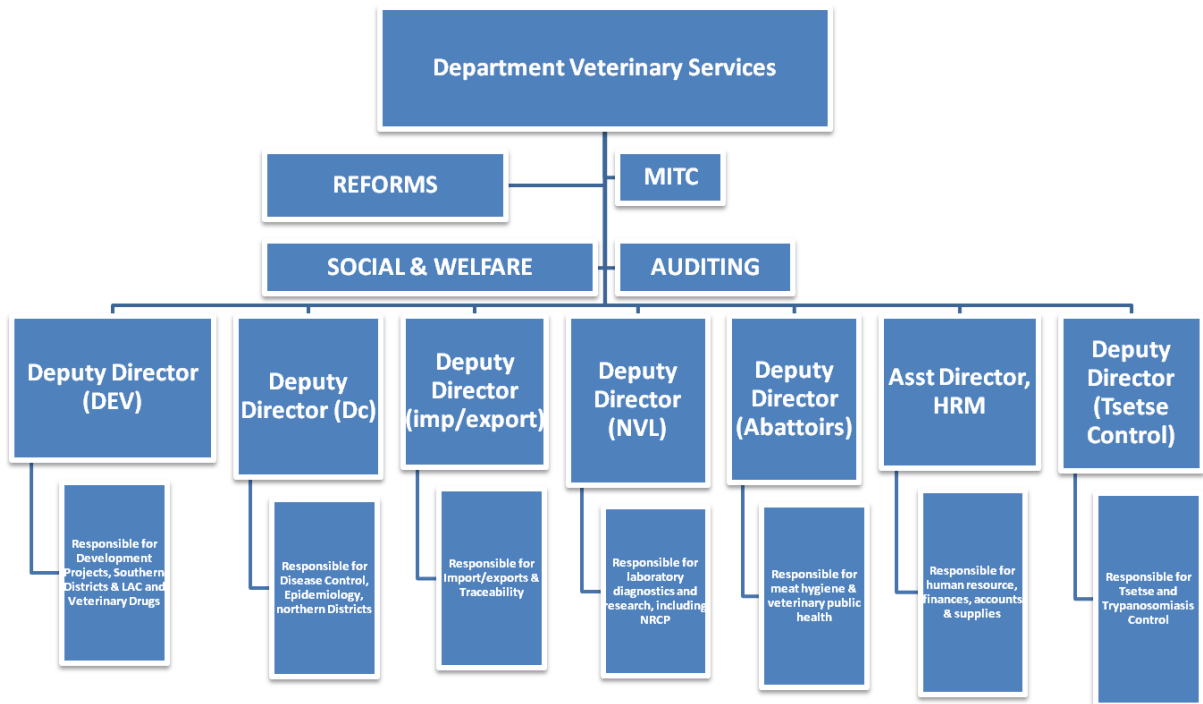 Department Veterinary Services
REFORMS
MITC
SOCIAL & WELFARE
AUDITING
Deputy Director
(DEV)
Deputy
Director (Dc)
Deputy
Director
(imp/export)
Deputy
Director
(NVL)
Deputy
Director
(Abattoirs)
Asst Director,
HRM
Deputy
Director
(Tsetse
Control)
Responsible for
Development
Projects, Southern
Districts & LAC and
Veterinary Drugs
Responsible for
Disease Control,
Epidemiology,
northern Districts
Responsible for
Import/exports &
Traceability
Responsible for
laboratory
diagnostics and
research, including
NRCP
Responsible for
meat hygiene &
veterinary public
health
Responsible for
human resource,
finances, accounts
& supplies
Responsible for
Tsetse and
Trypanosomiasis
Control